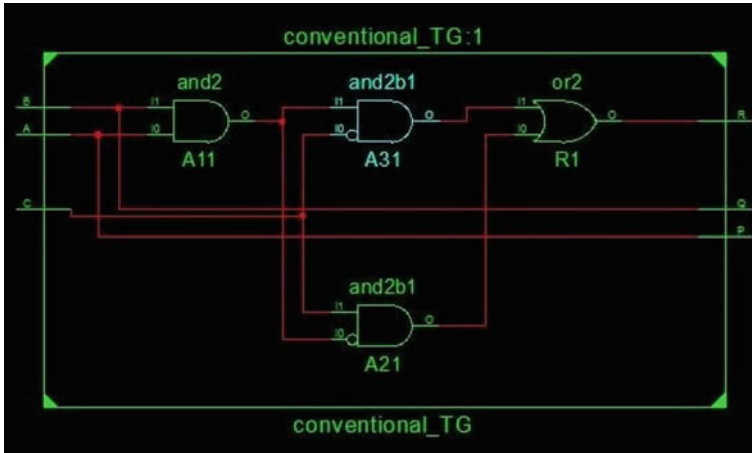 conventional_TG:1
and2 and2b1 or2
B I1 O I1 O I1 O R
A I0 I0 I0
A11 A31 R1
C Q
P
and2b1
I1 O
I0
A21
conventional_TG